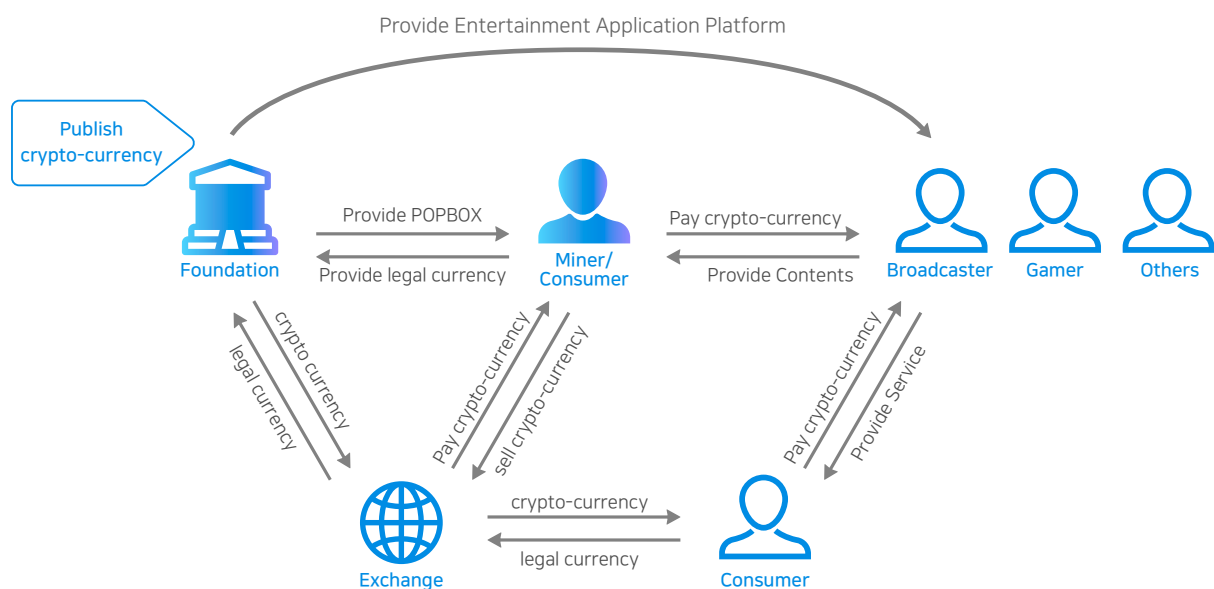 Provide Entertainment Application Platform
Publish
crypto-currency
Provide POPBOX
Pay crypto-currency
Provide legal currency
Provide Contents
Foundation
Miner/
Consumer
Broadcaster
Gamer
Others
crypto currency
legal currency
Pay crypto-currency
sell crypto-currency
Pay crypto-currency
Provide Service
crypto-currency
legal currency
Exchange
Consumer